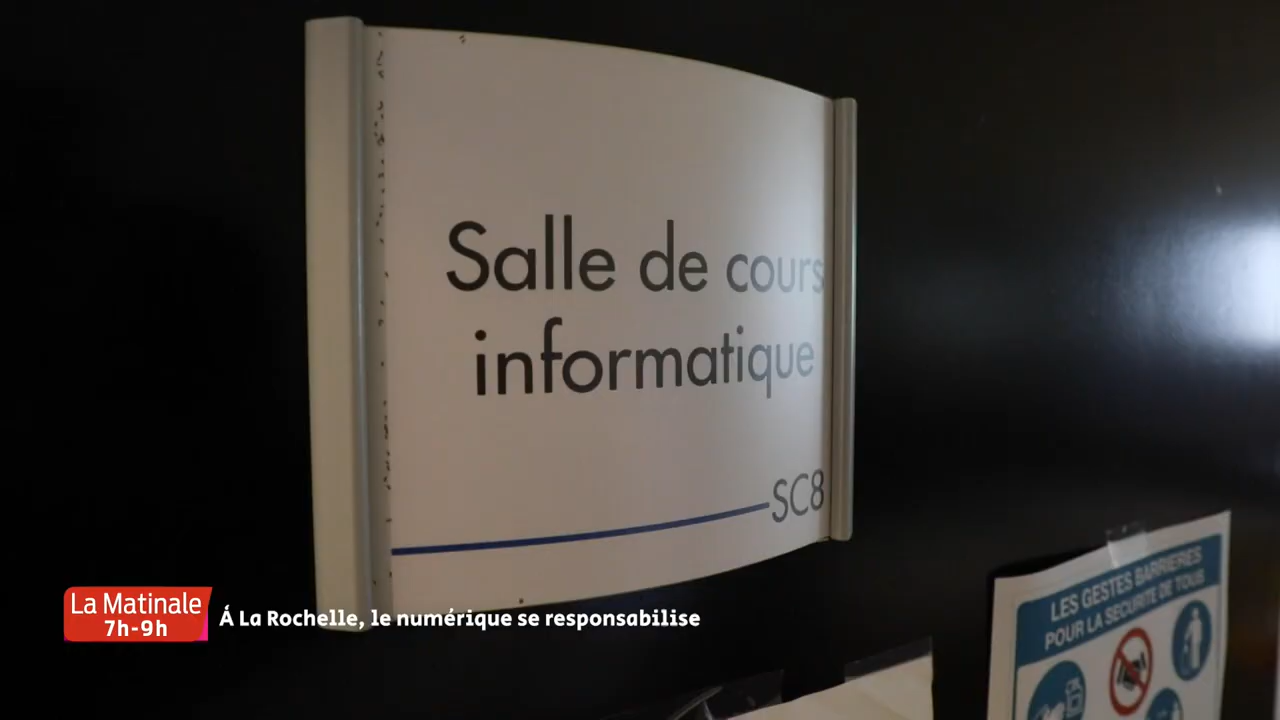 Salle de cours
informatique
SC8
La Matinale
7h-9h
Á La Rochelle, le numérique se responsabilise
LES GESTES BARRIERES
POUR LA SECURITE DE TOUS